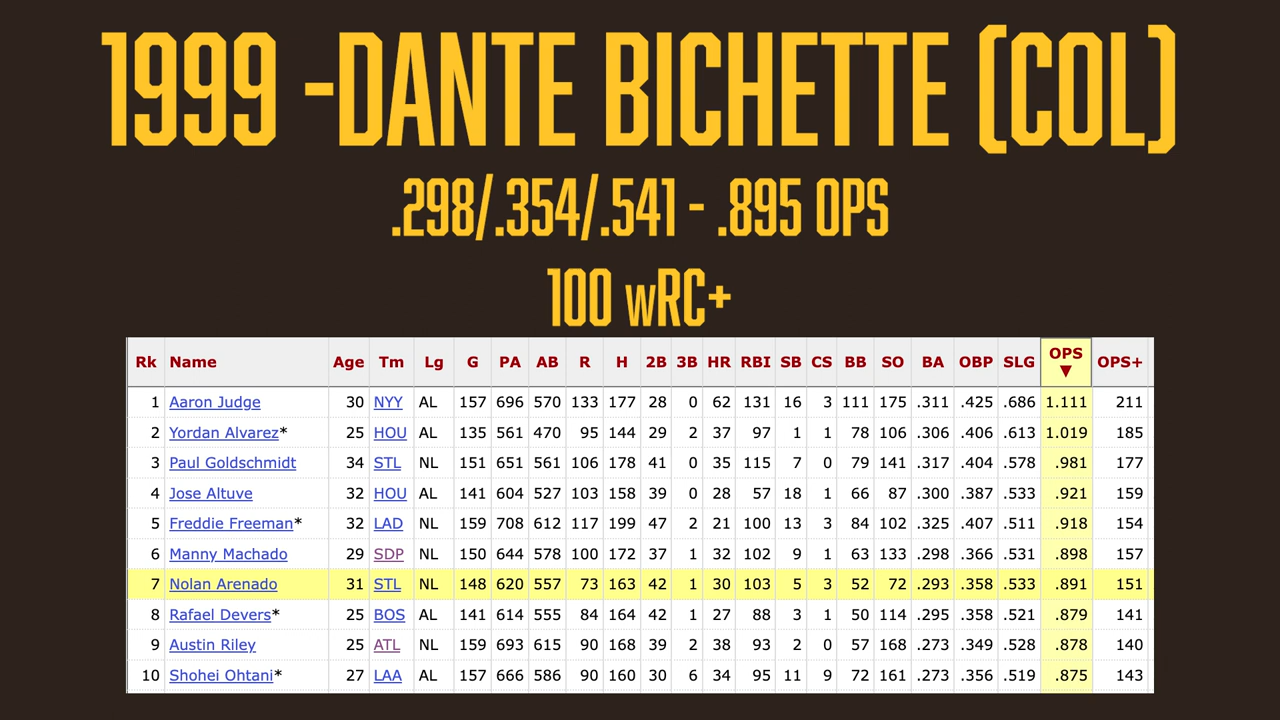 1999 -DANTE BICHETTE (COL)
.298/.354/.541 - .895 OPS
100 wRC+
Rk Name Age Tm Lg G PA AB R H 2B 3B HR RBI SB CS BB SO BA OBP SLG OPS ▼ OPS+
1 Aaron Judge 30 NYY AL 157 696 570 133 177 28 0 62 131 16 3 111 175 .311 .425 .686 1.111 211
2 Yordan Alvarez* 25 HOU AL 135 561 470 95 144 29 2 37 97 1 1 78 106 .306 .406 .613 1.019 185
3 Paul Goldschmidt 34 STL NL 151 651 561 106 178 41 0 35 115 7 0 79 141 .317 .404 .578 .981 177
4 Jose Altuve 32 HOU AL 141 604 527 103 158 39 0 28 57 18 1 66 87 .300 .387 .533 .921 159
5 Freddie Freeman* 32 LAD NL 159 708 612 117 199 47 2 21 100 13 3 84 102 .325 .407 .511 .918 154
6 Manny Machado 29 SDP NL 150 644 578 100 172 37 1 32 102 9 1 63 133 .298 .366 .531 .898 157
7 Nolan Arenado 31 STL NL 148 620 557 73 163 42 1 30 103 5 3 52 72 .293 .358 .533 .891 151
8 Rafael Devers* 25 BOS AL 141 614 555 84 164 42 1 27 88 3 1 50 114 .295 .358 .521 .879 141
9 Austin Riley 25 ATL NL 159 693 615 90 168 39 2 38 93 2 0 57 168 .273 .349 .528 .878 140
10 Shohei Ohtani* 27 LAA AL 157 666 586 90 160 30 6 34 95 11 9 72 161 .273 .356 .519 .875 143